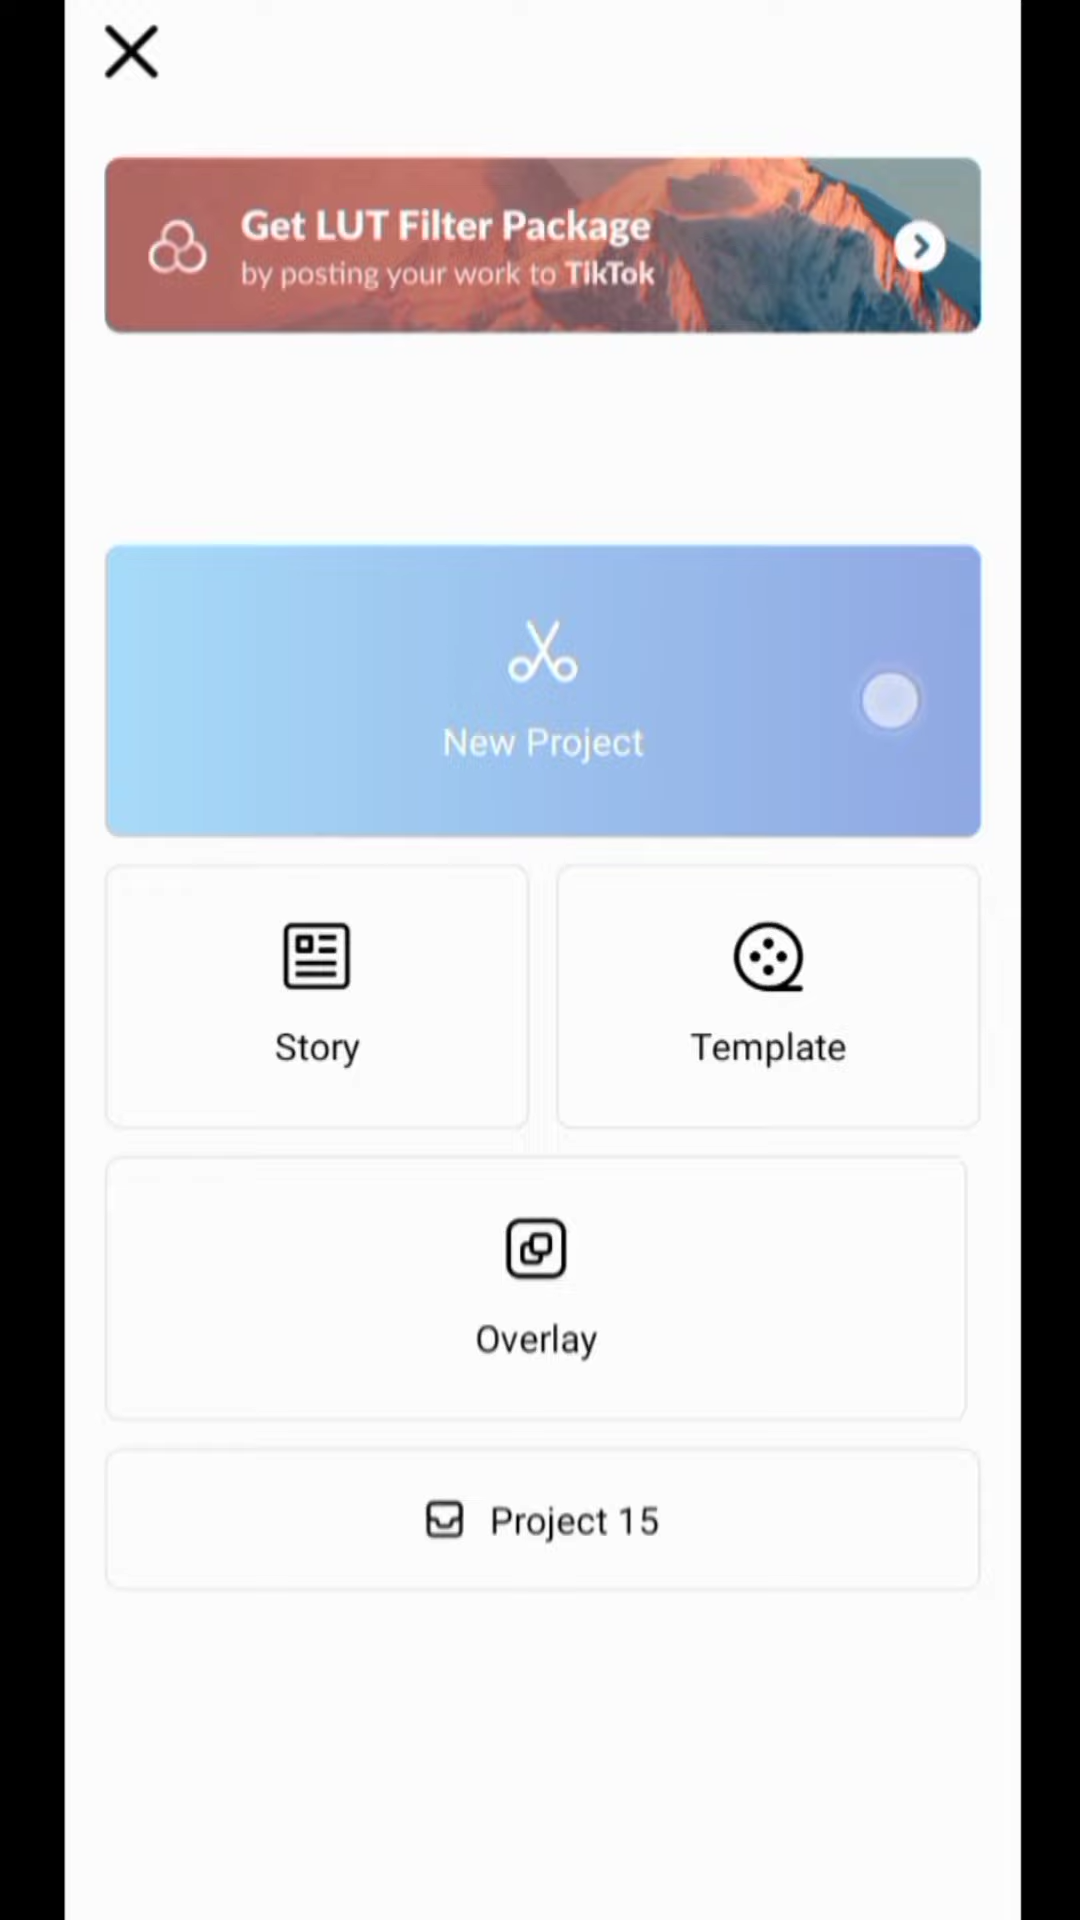 Get LUT Filter Package
by posting your work to TikTok
New Project
Story
Template
Overlay
Project 15